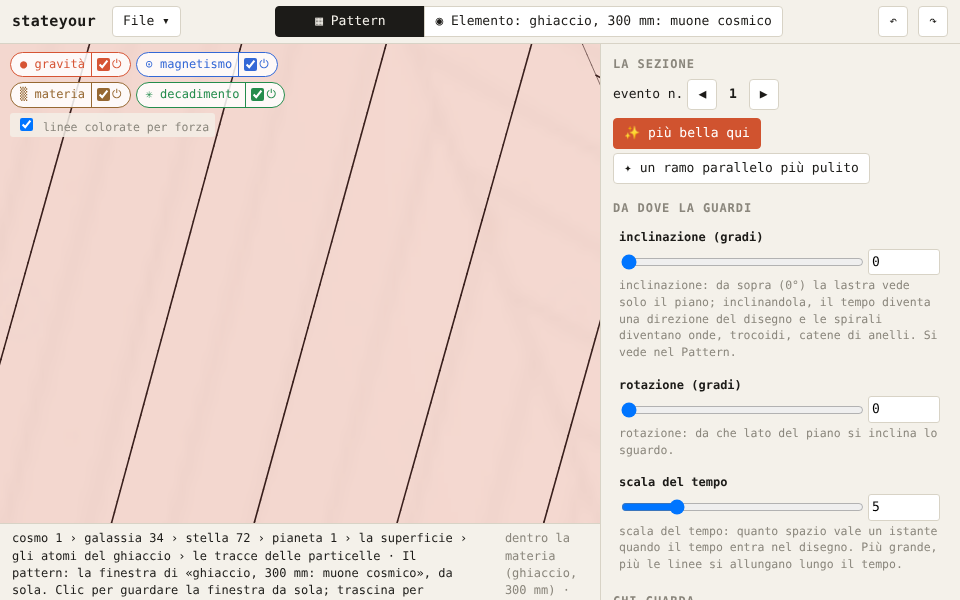 stateyour
File ▾
▦ Pattern
◉ Elemento: ghiaccio, 300 mm: muone cosmico
↶
↷
● gravità
⏻
⊙ magnetismo
⏻
▒ materia
⏻
✳ decadimento
⏻
linee colorate per forza
LA SEZIONE
evento n. ◀ 1 ▶
✨ più bella qui
✦ un ramo parallelo più pulito
DA DOVE LA GUARDI
inclinazione (gradi)
0
inclinazione: da sopra (0°) la lastra vede
solo il piano; inclinandola, il tempo diventa
una direzione del disegno e le spirali
diventano onde, trocoidi, catene di anelli. Si
vede nel Pattern.
rotazione (gradi)
0
rotazione: da che lato del piano si inclina lo
sguardo.
scala del tempo
5
scala del tempo: quanto spazio vale un istante
quando il tempo entra nel disegno. Più grande,
più le linee si allungano lungo il tempo.
CHI GUARDA
cosmo 1 › galassia 34 › stella 72 › pianeta 1 › la superficie ›
gli atomi del ghiaccio › le tracce delle particelle · Il
pattern: la finestra di «ghiaccio, 300 mm: muone cosmico», da
sola. Clic per guardare la finestra da sola; trascina per
dentro la
materia
(ghiaccio,
300 mm) ·